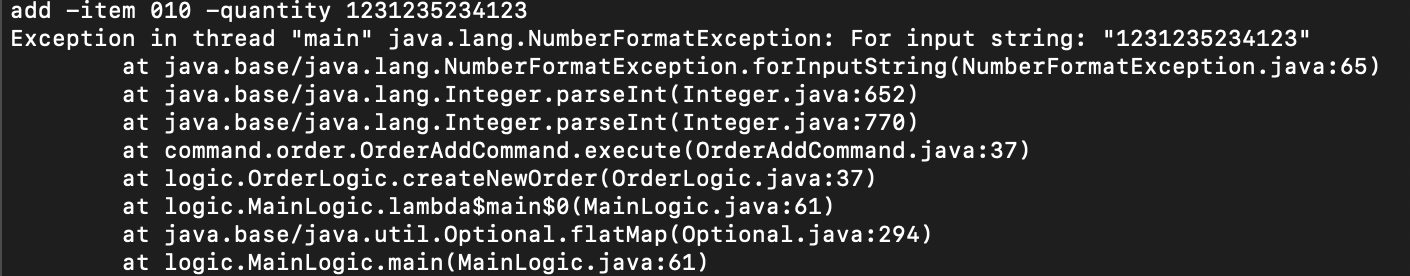 add -item 010 -quantity 1231235234123
Exception in thread "main" java.lang.NumberFormatException: For input string: "1231235234123"
        at java.base/java.lang.NumberFormatException.forInputString(NumberFormatException.java:65)
        at java.base/java.lang.Integer.parseInt(Integer.java:652)
        at java.base/java.lang.Integer.parseInt(Integer.java:770)
        at command.order.OrderAddCommand.execute(OrderAddCommand.java:37)
        at logic.OrderLogic.createNewOrder(OrderLogic.java:37)
        at logic.MainLogic.lambda$main$0(MainLogic.java:61)
        at java.base/java.util.Optional.flatMap(Optional.java:294)
        at logic.MainLogic.main(MainLogic.java:61)